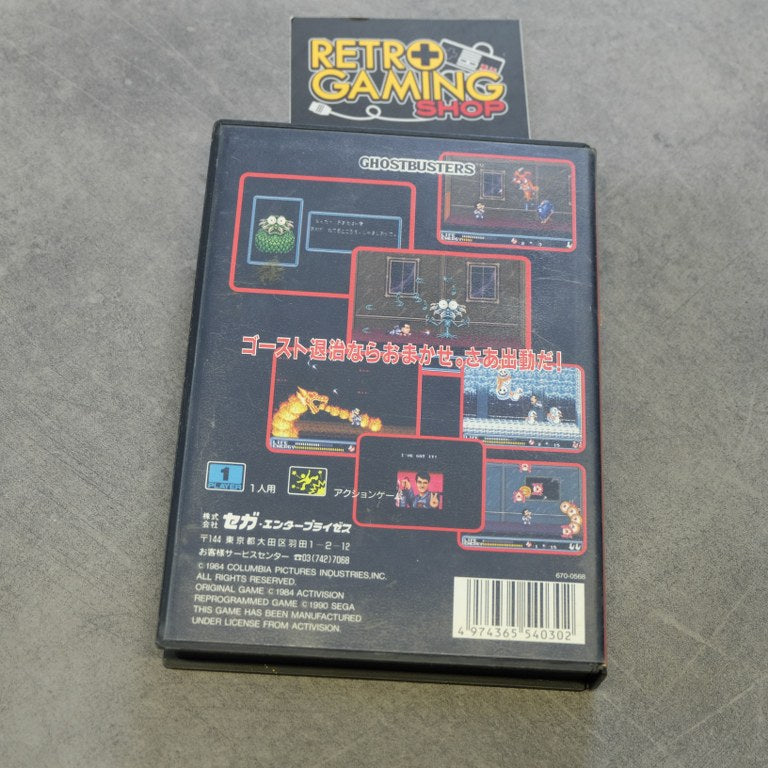 RETRO
GAMING
SHOP
GHOSTBUSTERS
ゴースト退治ならおまかせ。さあ出動だ!
I'VE GOT IT!
1
PLAYER
1人用
アクションゲーム
株式
会社
セガ・エンタープライゼス
〒144 東京都大田区羽田1-2-12
お客様サービスセンター ☎03(742)7068
©1984 COLUMBIA PICTURES INDUSTRIES,INC.
ALL RIGHTS RESERVED.
ORIGINAL GAME ©1984 ACTIVISION
REPROGRAMMED GAME ©1990 SEGA
THIS GAME HAS BEEN MANUFACTURED
UNDER LICENSE FROM ACTIVISION.
670-0568
4 974365 540302